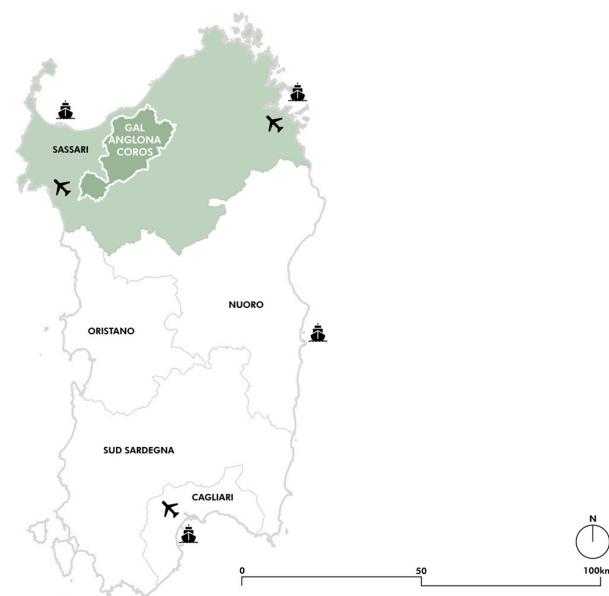 GAL
ANGLONA
COROS
SASSARI
NUORO
ORISTANO
SUD SARDEGNA
CAGLIARI
N
0
50
100km